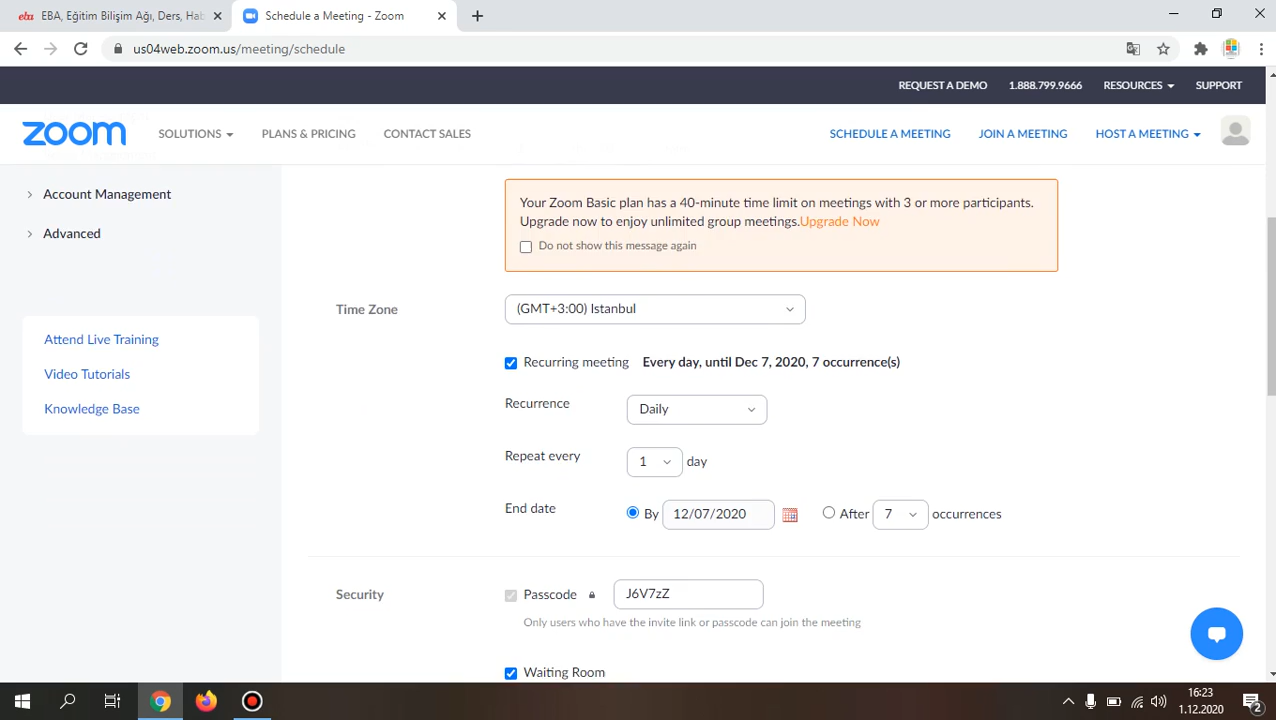 EBA, Eğitim Bilişim Ağı, Ders, Hab
Schedule a Meeting - Zoom
us04web.zoom.us/meeting/schedule
REQUEST A DEMO 1.888.799.9666 RESOURCES SUPPORT
zoom SOLUTIONS PLANS & PRICING CONTACT SALES SCHEDULE A MEETING JOIN A MEETING HOST A MEETING
Account Management
Advanced
Attend Live Training
Video Tutorials
Knowledge Base
Your Zoom Basic plan has a 40-minute time limit on meetings with 3 or more participants.
Upgrade now to enjoy unlimited group meetings.Upgrade Now
Do not show this message again
Time Zone (GMT+3:00) Istanbul
Recurring meeting Every day, until Dec 7, 2020, 7 occurrence(s)
Recurrence Daily
Repeat every 1 day
End date By 12/07/2020 After 7 occurrences
Security Passcode J6V7zZ
Only users who have the invite link or passcode can join the meeting
Waiting Room
16:23
1.12.2020
2